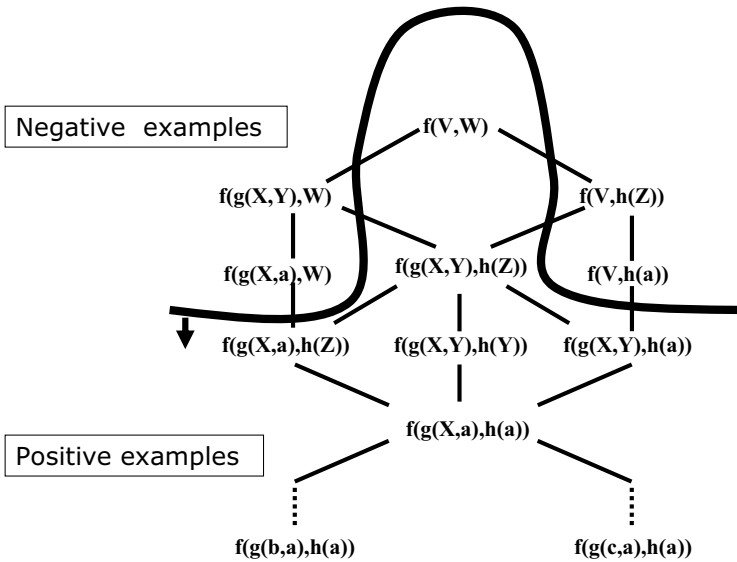 Negative examples
f(V,W)
f(g(X,Y),W)
f(V,h(Z))
f(g(X,a),W)
f(g(X,Y),h(Z))
f(V,h(a))
f(g(X,a),h(Z))
f(g(X,Y),h(Y))
f(g(X,Y),h(a))
f(g(X,a),h(a))
Positive examples
f(g(b,a),h(a))
f(g(c,a),h(a))